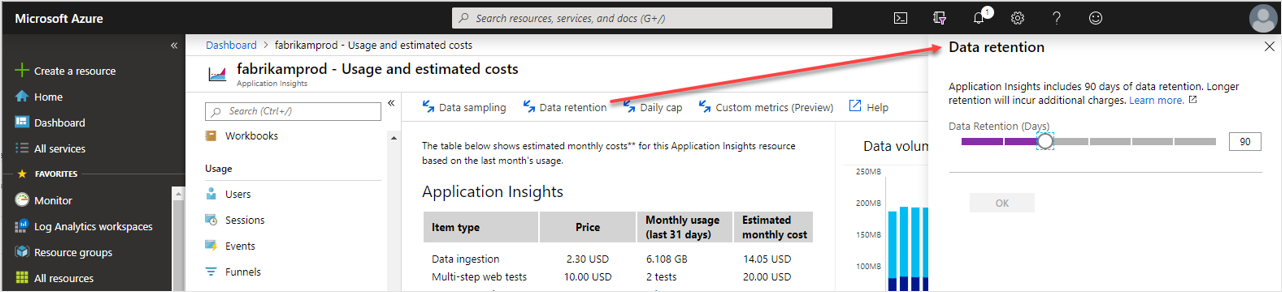 Microsoft Azure
Search resources, services, and docs (G+/)
1
«
Create a resource
Home
Dashboard
All services
FAVORITES
Monitor
Log Analytics workspaces
Resource groups
All resources
Dashboard > fabrikamprod - Usage and estimated costs
fabrikamprod - Usage and estimated costs
Application Insights
Search (Ctrl+/)
«
Workbooks
Usage
Users
Sessions
Events
Funnels
Data sampling Data retention Daily cap Custom metrics (Preview) Help
The table below shows estimated monthly costs** for this Application Insights resource
based on the last month's usage.
Application Insights
Item type Price Monthly usage (last 31 days) Estimated monthly cost
Data ingestion 2.30 USD 6.108 GB 14.05 USD
Multi-step web tests 10.00 USD 2 tests 20.00 USD
Data volum
250MB
200MB
150MB
100MB
Data retention
Application Insights includes 90 days of data retention. Longer
retention will incur additional charges. Learn more.
Data Retention (Days)
90
OK